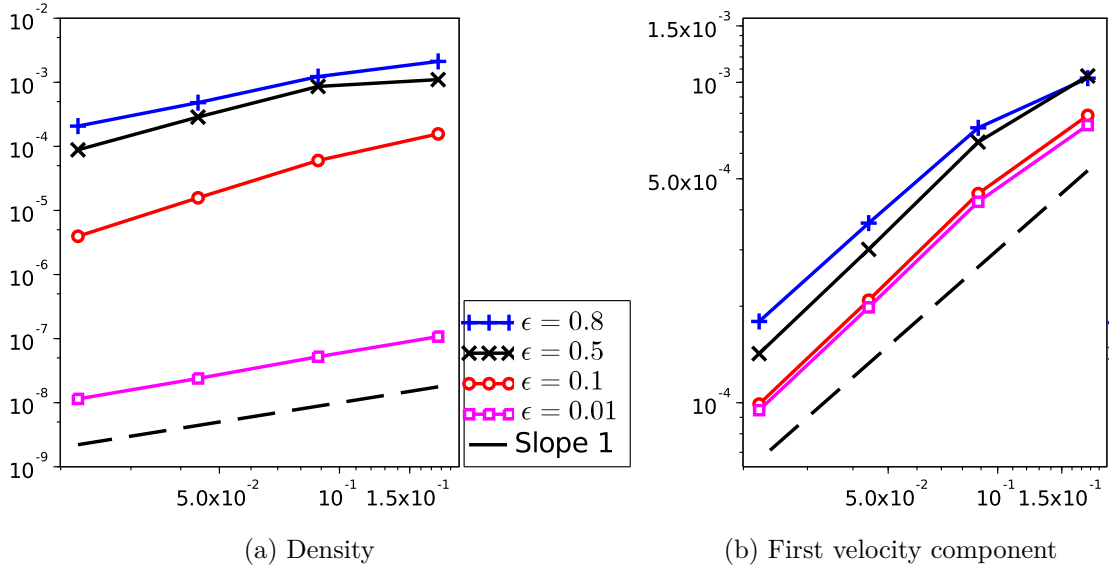 10⁻²
10⁻³
10⁻⁴
10⁻⁵
10⁻⁶
10⁻⁷
10⁻⁸
10⁻⁹
5.0x10⁻²
10⁻¹
1.5x10⁻¹
ϵ = 0.8
ϵ = 0.5
ϵ = 0.1
ϵ = 0.01
Slope 1
(a) Density
1.5x10⁻³
10⁻³
5.0x10⁻⁴
10⁻⁴
5.0x10⁻²
10⁻¹
1.5x10⁻¹
(b) First velocity component